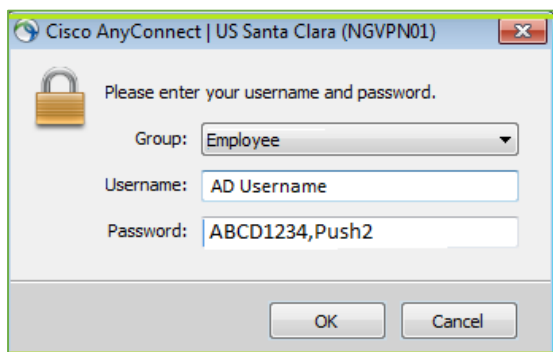 Cisco AnyConnect | US Santa Clara (NGVPN01)
Please enter your username and password.
Group: Employee
Username: AD Username
Password: ABCD1234,Push2
OK Cancel